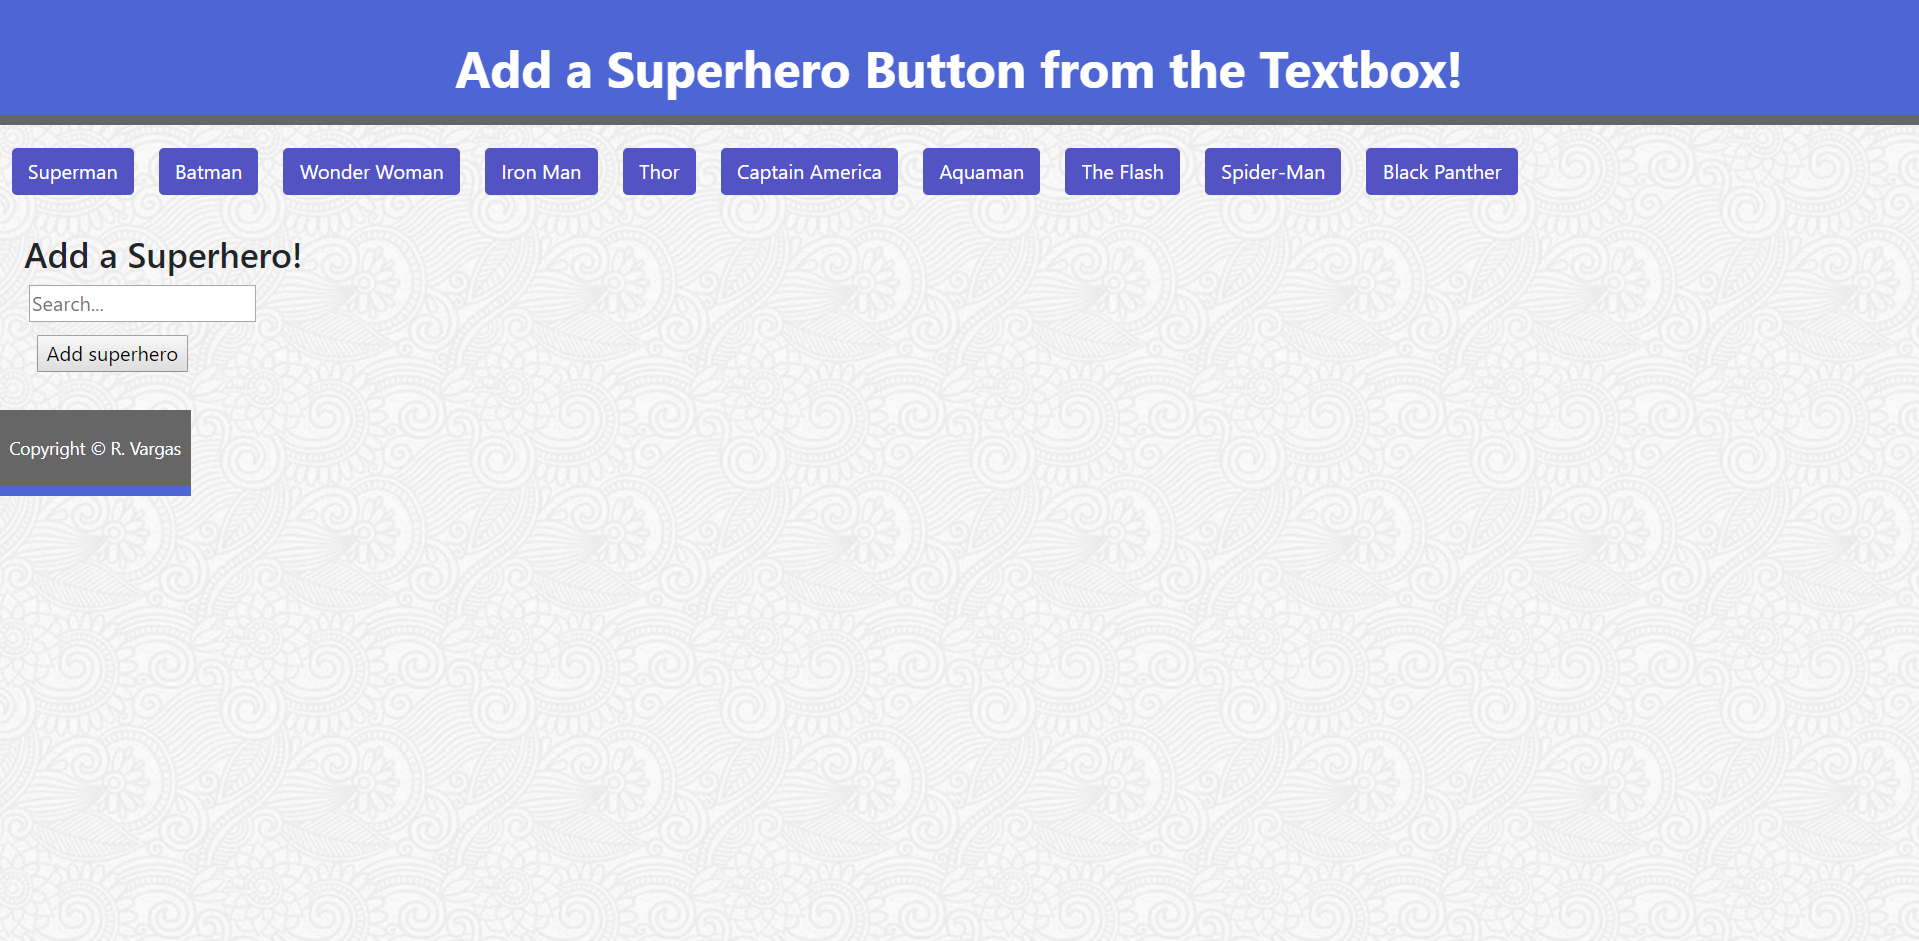 Add a Superhero Button from the Textbox!
Superman Batman Wonder Woman Iron Man Thor Captain America Aquaman The Flash Spider-Man Black Panther
Add a Superhero!
Search...
Add superhero
Copyright © R. Vargas